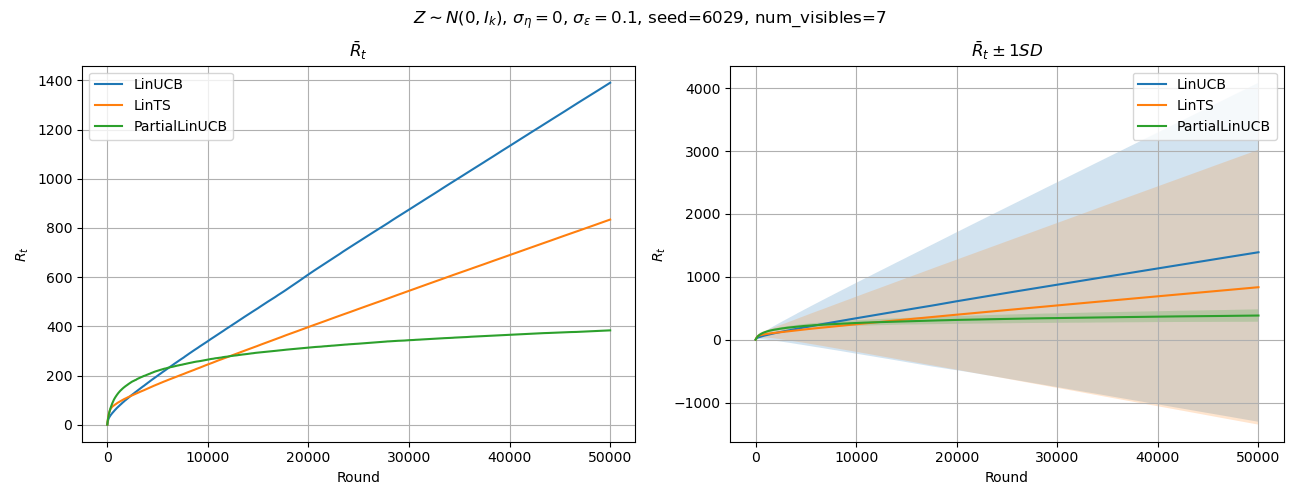 Z ∼ N(0, I_k), σ_η = 0, σ_ε = 0.1, seed=6029, num_visibles=7
R̄_t
R_t
1400
1200
1000
800
600
400
200
0
LinUCB
LinTS
PartialLinUCB
0
10000
20000
30000
40000
50000
Round
R̄_t ± 1SD
R_t
4000
3000
2000
1000
0
−1000
LinUCB
LinTS
PartialLinUCB
0
10000
20000
30000
40000
50000
Round